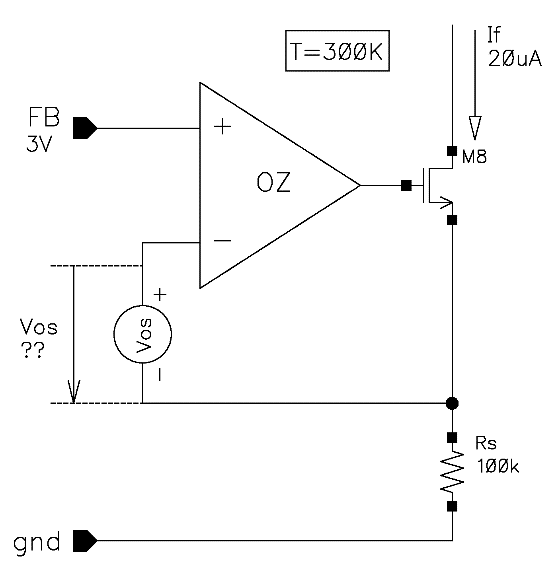 T=300K
If
20uA
FB
3V
+
OZ
M8
−
Vos
??
+
Vos
−
Rs
100k
gnd